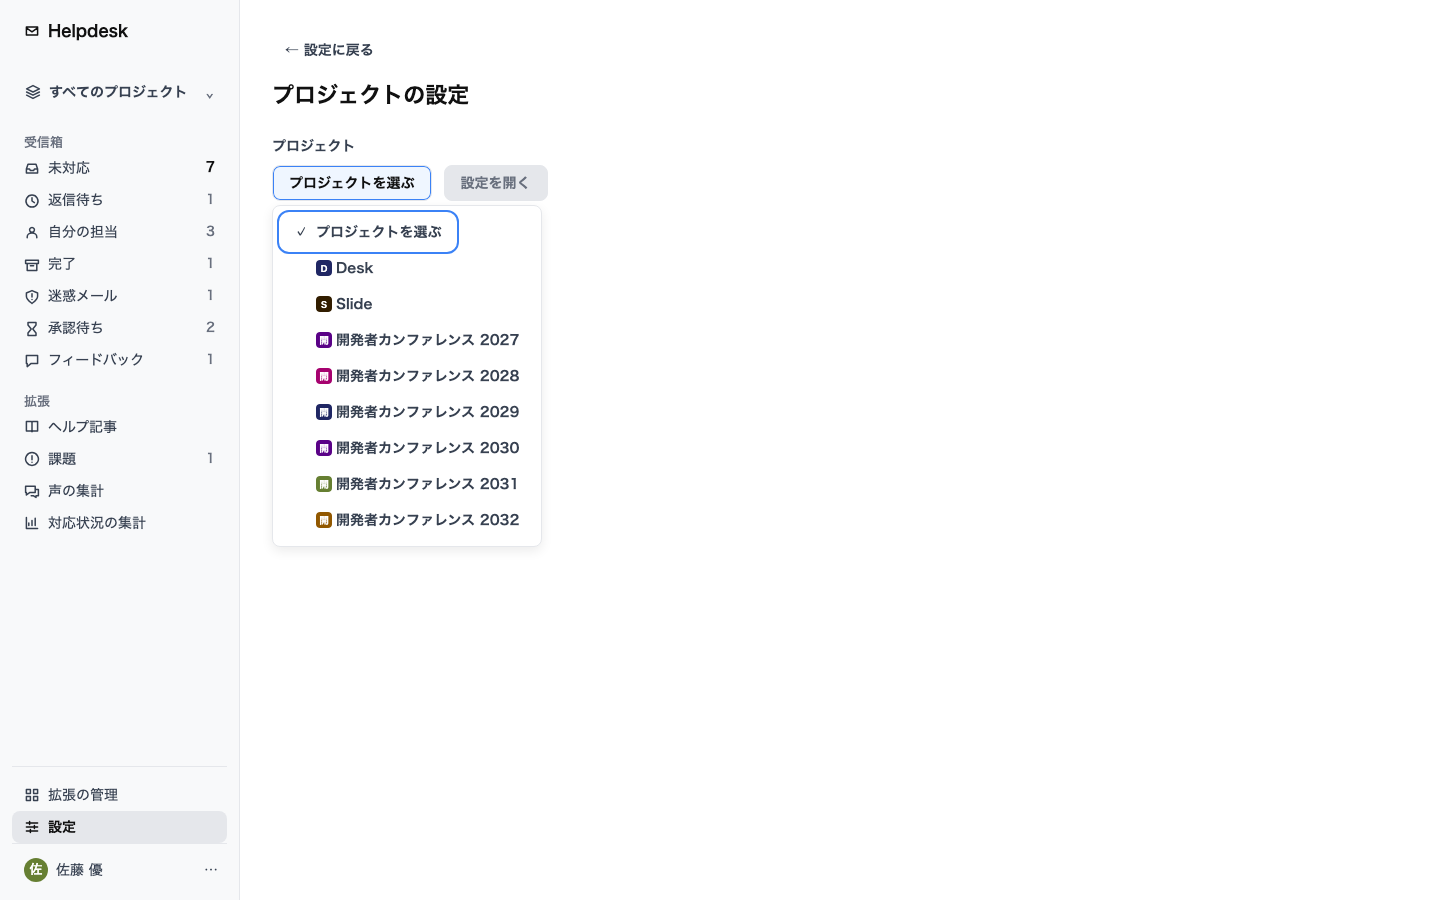 Helpdesk
すべてのプロジェクト
受信箱
未対応 7
返信待ち 1
自分の担当 3
完了 1
迷惑メール 1
承認待ち 2
フィードバック 1
拡張
ヘルプ記事
課題 1
声の集計
対応状況の集計
拡張の管理
設定
佐 佐藤 優 …
← 設定に戻る
プロジェクトの設定
プロジェクト
プロジェクトを選ぶ 設定を開く
✓ プロジェクトを選ぶ
D Desk
S Slide
開 開発者カンファレンス 2027
開 開発者カンファレンス 2028
開 開発者カンファレンス 2029
開 開発者カンファレンス 2030
開 開発者カンファレンス 2031
開 開発者カンファレンス 2032